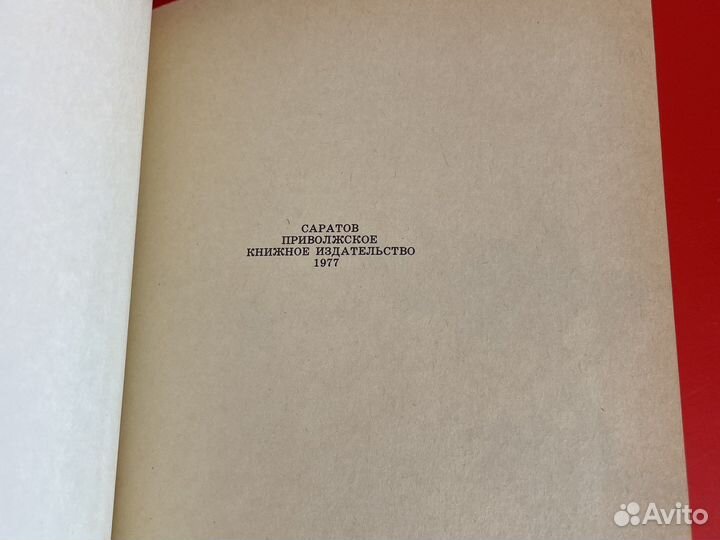 САРАТОВ
ПРИВОЛЖСКОЕ
КНИЖНОЕ ИЗДАТЕЛЬСТВО
1977
Avito